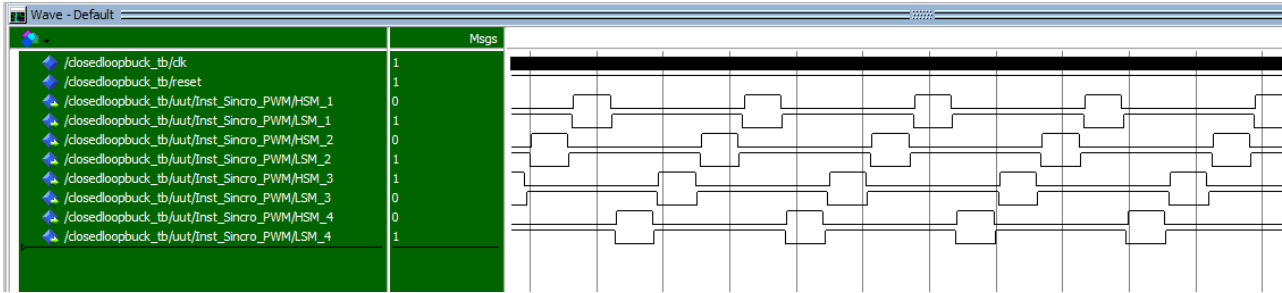 Wave - Default
Msgs
/closedloopbuck_tb/clk 1
/closedloopbuck_tb/reset 1
/closedloopbuck_tb/uut/Inst_Sincro_PWM/HSM_1 0
/closedloopbuck_tb/uut/Inst_Sincro_PWM/LSM_1 1
/closedloopbuck_tb/uut/Inst_Sincro_PWM/HSM_2 0
/closedloopbuck_tb/uut/Inst_Sincro_PWM/LSM_2 1
/closedloopbuck_tb/uut/Inst_Sincro_PWM/HSM_3 1
/closedloopbuck_tb/uut/Inst_Sincro_PWM/LSM_3 0
/closedloopbuck_tb/uut/Inst_Sincro_PWM/HSM_4 0
/closedloopbuck_tb/uut/Inst_Sincro_PWM/LSM_4 1